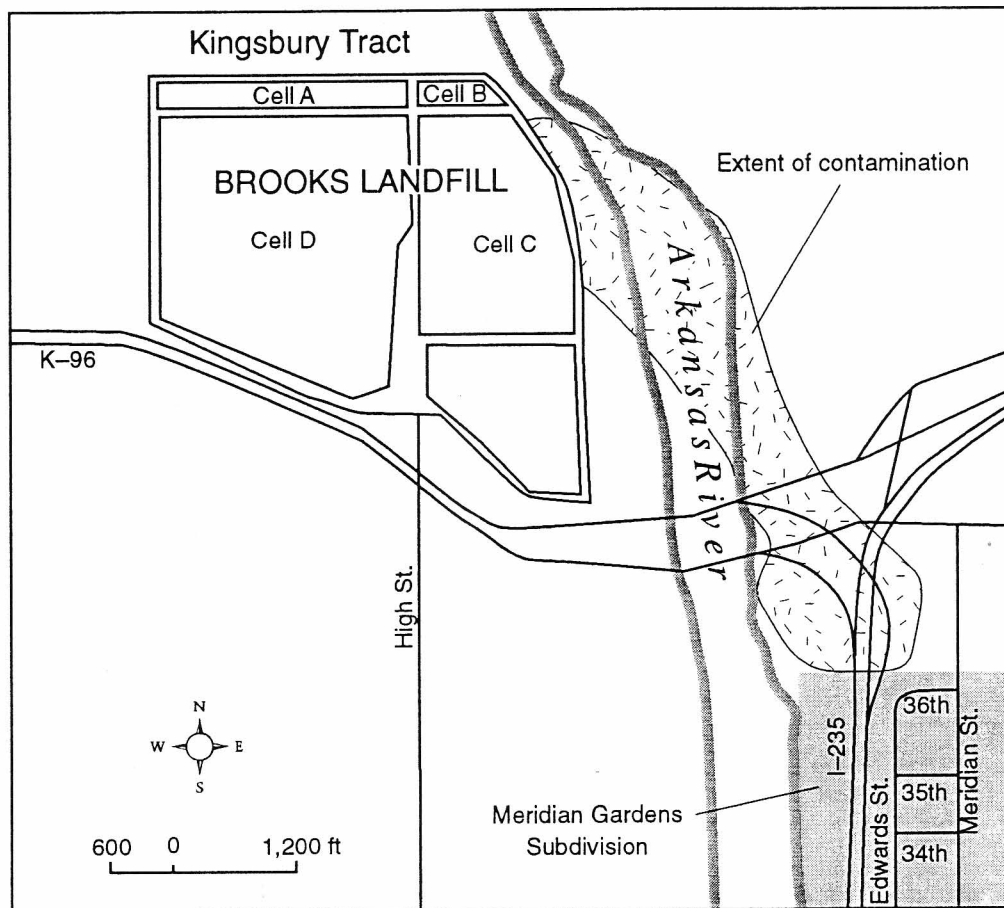 Kingsbury Tract
Cell A
Cell B
BROOKS LANDFILL
Extent of contamination
Cell D
Cell C
Arkansas River
K–96
High St.
N
W
E
S
36th
I–235
Meridian St.
35th
Edwards St.
Meridian Gardens
Subdivision
34th
600 0 1,200 ft